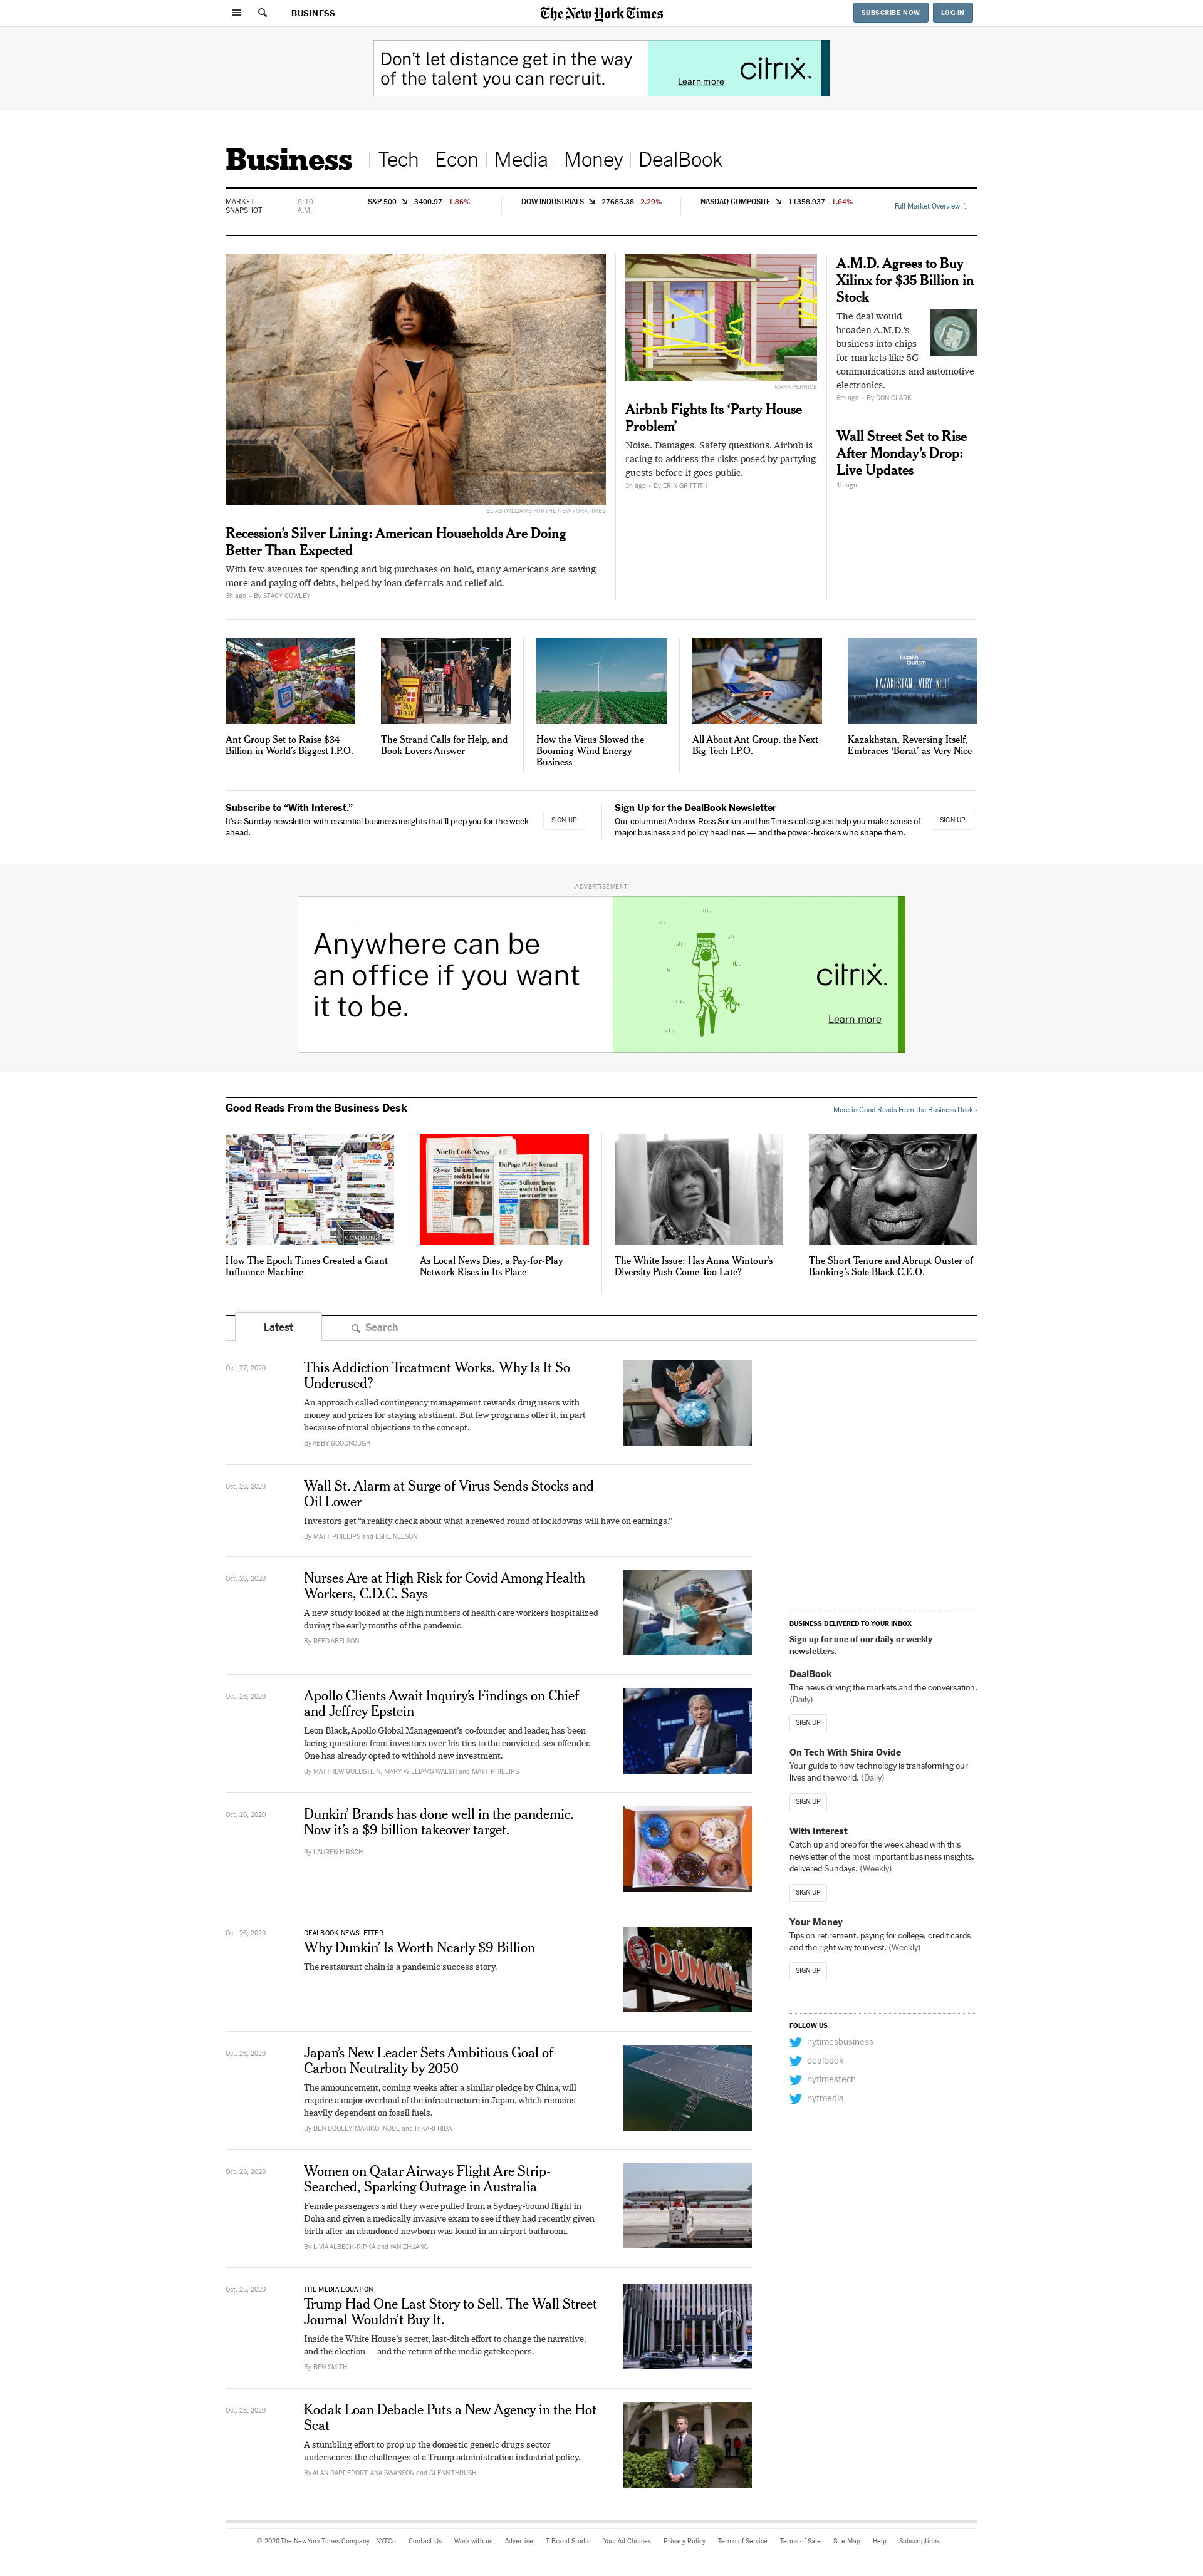 BUSINESS
The New York Times
SUBSCRIBE NOW
LOG IN
Don't let distance get in the way
of the talent you can recruit.
Learn more
citrix
Business
Tech
Econ
Media
Money
DealBook
MARKET
SNAPSHOT
8:10
A.M.
S&P 500 3400.97 -1.86%
DOW INDUSTRIALS 27685.38 -2.29%
NASDAQ COMPOSITE 11358.937 -1.64%
Full Market Overview
ELIAS WILLIAMS FOR THE NEW YORK TIMES
Recession's Silver Lining: American Households Are Doing
Better Than Expected
With few avenues for spending and big purchases on hold, many Americans are saving
more and paying off debts, helped by loan deferrals and relief aid.
3h ago • By STACY COWLEY
MARK PERNICE
Airbnb Fights Its 'Party House
Problem'
Noise. Damages. Safety questions. Airbnb is
racing to address the risks posed by partying
guests before it goes public.
3h ago • By ERIN GRIFFITH
A.M.D. Agrees to Buy
Xilinx for $35 Billion in
Stock
The deal would
broaden A.M.D.'s
business into chips
for markets like 5G
communications and automotive
electronics.
6m ago • By DON CLARK
Wall Street Set to Rise
After Monday's Drop:
Live Updates
1h ago
Ant Group Set to Raise $34
Billion in World's Biggest I.P.O.
The Strand Calls for Help, and
Book Lovers Answer
How the Virus Slowed the
Booming Wind Energy
Business
All About Ant Group, the Next
Big Tech I.P.O.
kazakh
tourism
KAZAKHSTAN. VERY NICE!
Kazakhstan, Reversing Itself,
Embraces 'Borat' as Very Nice
Subscribe to “With Interest.”
It's a Sunday newsletter with essential business insights that'll prep you for the week
ahead.
SIGN UP
Sign Up for the DealBook Newsletter
Our columnist Andrew Ross Sorkin and his Times colleagues help you make sense of
major business and policy headlines — and the power-brokers who shape them.
SIGN UP
ADVERTISEMENT
Anywhere can be
an office if you want
it to be.
citrix
Learn more
Good Reads From the Business Desk
More in Good Reads From the Business Desk ›
North Cook News
DuPage Policy Journal
How The Epoch Times Created a Giant
Influence Machine
As Local News Dies, a Pay-for-Play
Network Rises in Its Place
The White Issue: Has Anna Wintour's
Diversity Push Come Too Late?
The Short Tenure and Abrupt Ouster of
Banking's Sole Black C.E.O.
Latest
Search
Oct. 27, 2020
This Addiction Treatment Works. Why Is It So
Underused?
An approach called contingency management rewards drug users with
money and prizes for staying abstinent. But few programs offer it, in part
because of moral objections to the concept.
By ABBY GOODNOUGH
Oct. 26, 2020
Wall St. Alarm at Surge of Virus Sends Stocks and
Oil Lower
Investors get “a reality check about what a renewed round of lockdowns will have on earnings.”
By MATT PHILLIPS and ESHE NELSON
Oct. 26, 2020
Nurses Are at High Risk for Covid Among Health
Workers, C.D.C. Says
A new study looked at the high numbers of health care workers hospitalized
during the early months of the pandemic.
By REED ABELSON
Oct. 26, 2020
Apollo Clients Await Inquiry's Findings on Chief
and Jeffrey Epstein
Leon Black, Apollo Global Management's co-founder and leader, has been
facing questions from investors over his ties to the convicted sex offender.
One has already opted to withhold new investment.
By MATTHEW GOLDSTEIN, MARY WILLIAMS WALSH and MATT PHILLIPS
Oct. 26, 2020
Dunkin' Brands has done well in the pandemic.
Now it's a $9 billion takeover target.
By LAUREN HIRSCH
Oct. 26, 2020
DEALBOOK NEWSLETTER
Why Dunkin' Is Worth Nearly $9 Billion
The restaurant chain is a pandemic success story.
DUNKIN'
Oct. 26, 2020
Japan's New Leader Sets Ambitious Goal of
Carbon Neutrality by 2050
The announcement, coming weeks after a similar pledge by China, will
require a major overhaul of the infrastructure in Japan, which remains
heavily dependent on fossil fuels.
By BEN DOOLEY, MAKIKO INOUE and HIKARI HIDA
Oct. 26, 2020
Women on Qatar Airways Flight Are Strip-
Searched, Sparking Outrage in Australia
Female passengers said they were pulled from a Sydney-bound flight in
Doha and given a medically invasive exam to see if they had recently given
birth after an abandoned newborn was found in an airport bathroom.
By LIVIA ALBECK-RIPKA and YAN ZHUANG
Oct. 25, 2020
THE MEDIA EQUATION
Trump Had One Last Story to Sell. The Wall Street
Journal Wouldn't Buy It.
Inside the White House's secret, last-ditch effort to change the narrative,
and the election — and the return of the media gatekeepers.
By BEN SMITH
Oct. 25, 2020
Kodak Loan Debacle Puts a New Agency in the Hot
Seat
A stumbling effort to prop up the domestic generic drugs sector
underscores the challenges of a Trump administration industrial policy.
By ALAN RAPPEPORT, ANA SWANSON and GLENN THRUSH
BUSINESS DELIVERED TO YOUR INBOX
Sign up for one of our daily or weekly
newsletters.
DealBook
The news driving the markets and the conversation.
(Daily)
SIGN UP
On Tech With Shira Ovide
Your guide to how technology is transforming our
lives and the world. (Daily)
SIGN UP
With Interest
Catch up and prep for the week ahead with this
newsletter of the most important business insights,
delivered Sundays. (Weekly)
SIGN UP
Your Money
Tips on retirement, paying for college, credit cards
and the right way to invest. (Weekly)
SIGN UP
FOLLOW US
nytimesbusiness
dealbook
nytimestech
nytmedia
© 2020 The New York Times Company NYTCo Contact Us Work with us Advertise T Brand Studio Your Ad Choices Privacy Policy Terms of Service Terms of Sale Site Map Help Subscriptions